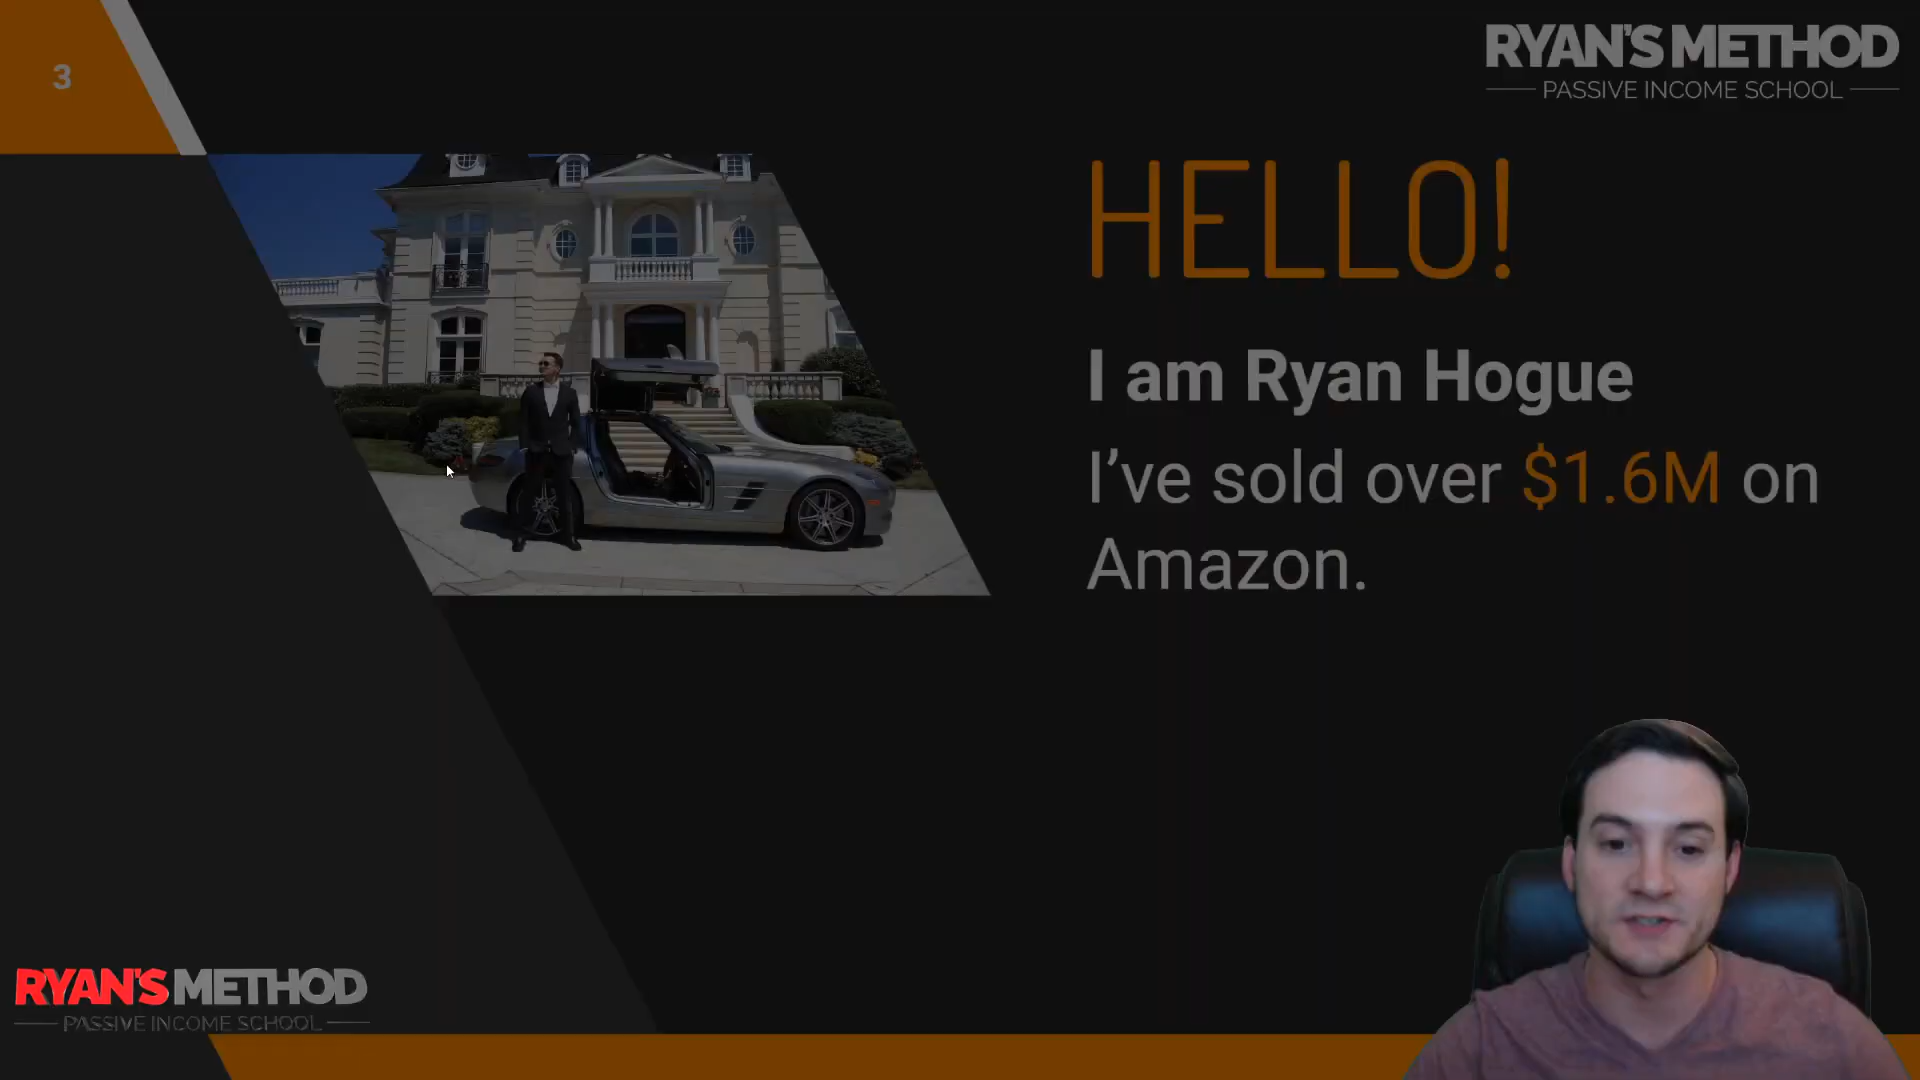 3
RYAN'S METHOD
PASSIVE INCOME SCHOOL
HELLO!
I am Ryan Hogue
I’ve sold over $1.6M on
Amazon.
RYAN'S METHOD
PASSIVE INCOME SCHOOL